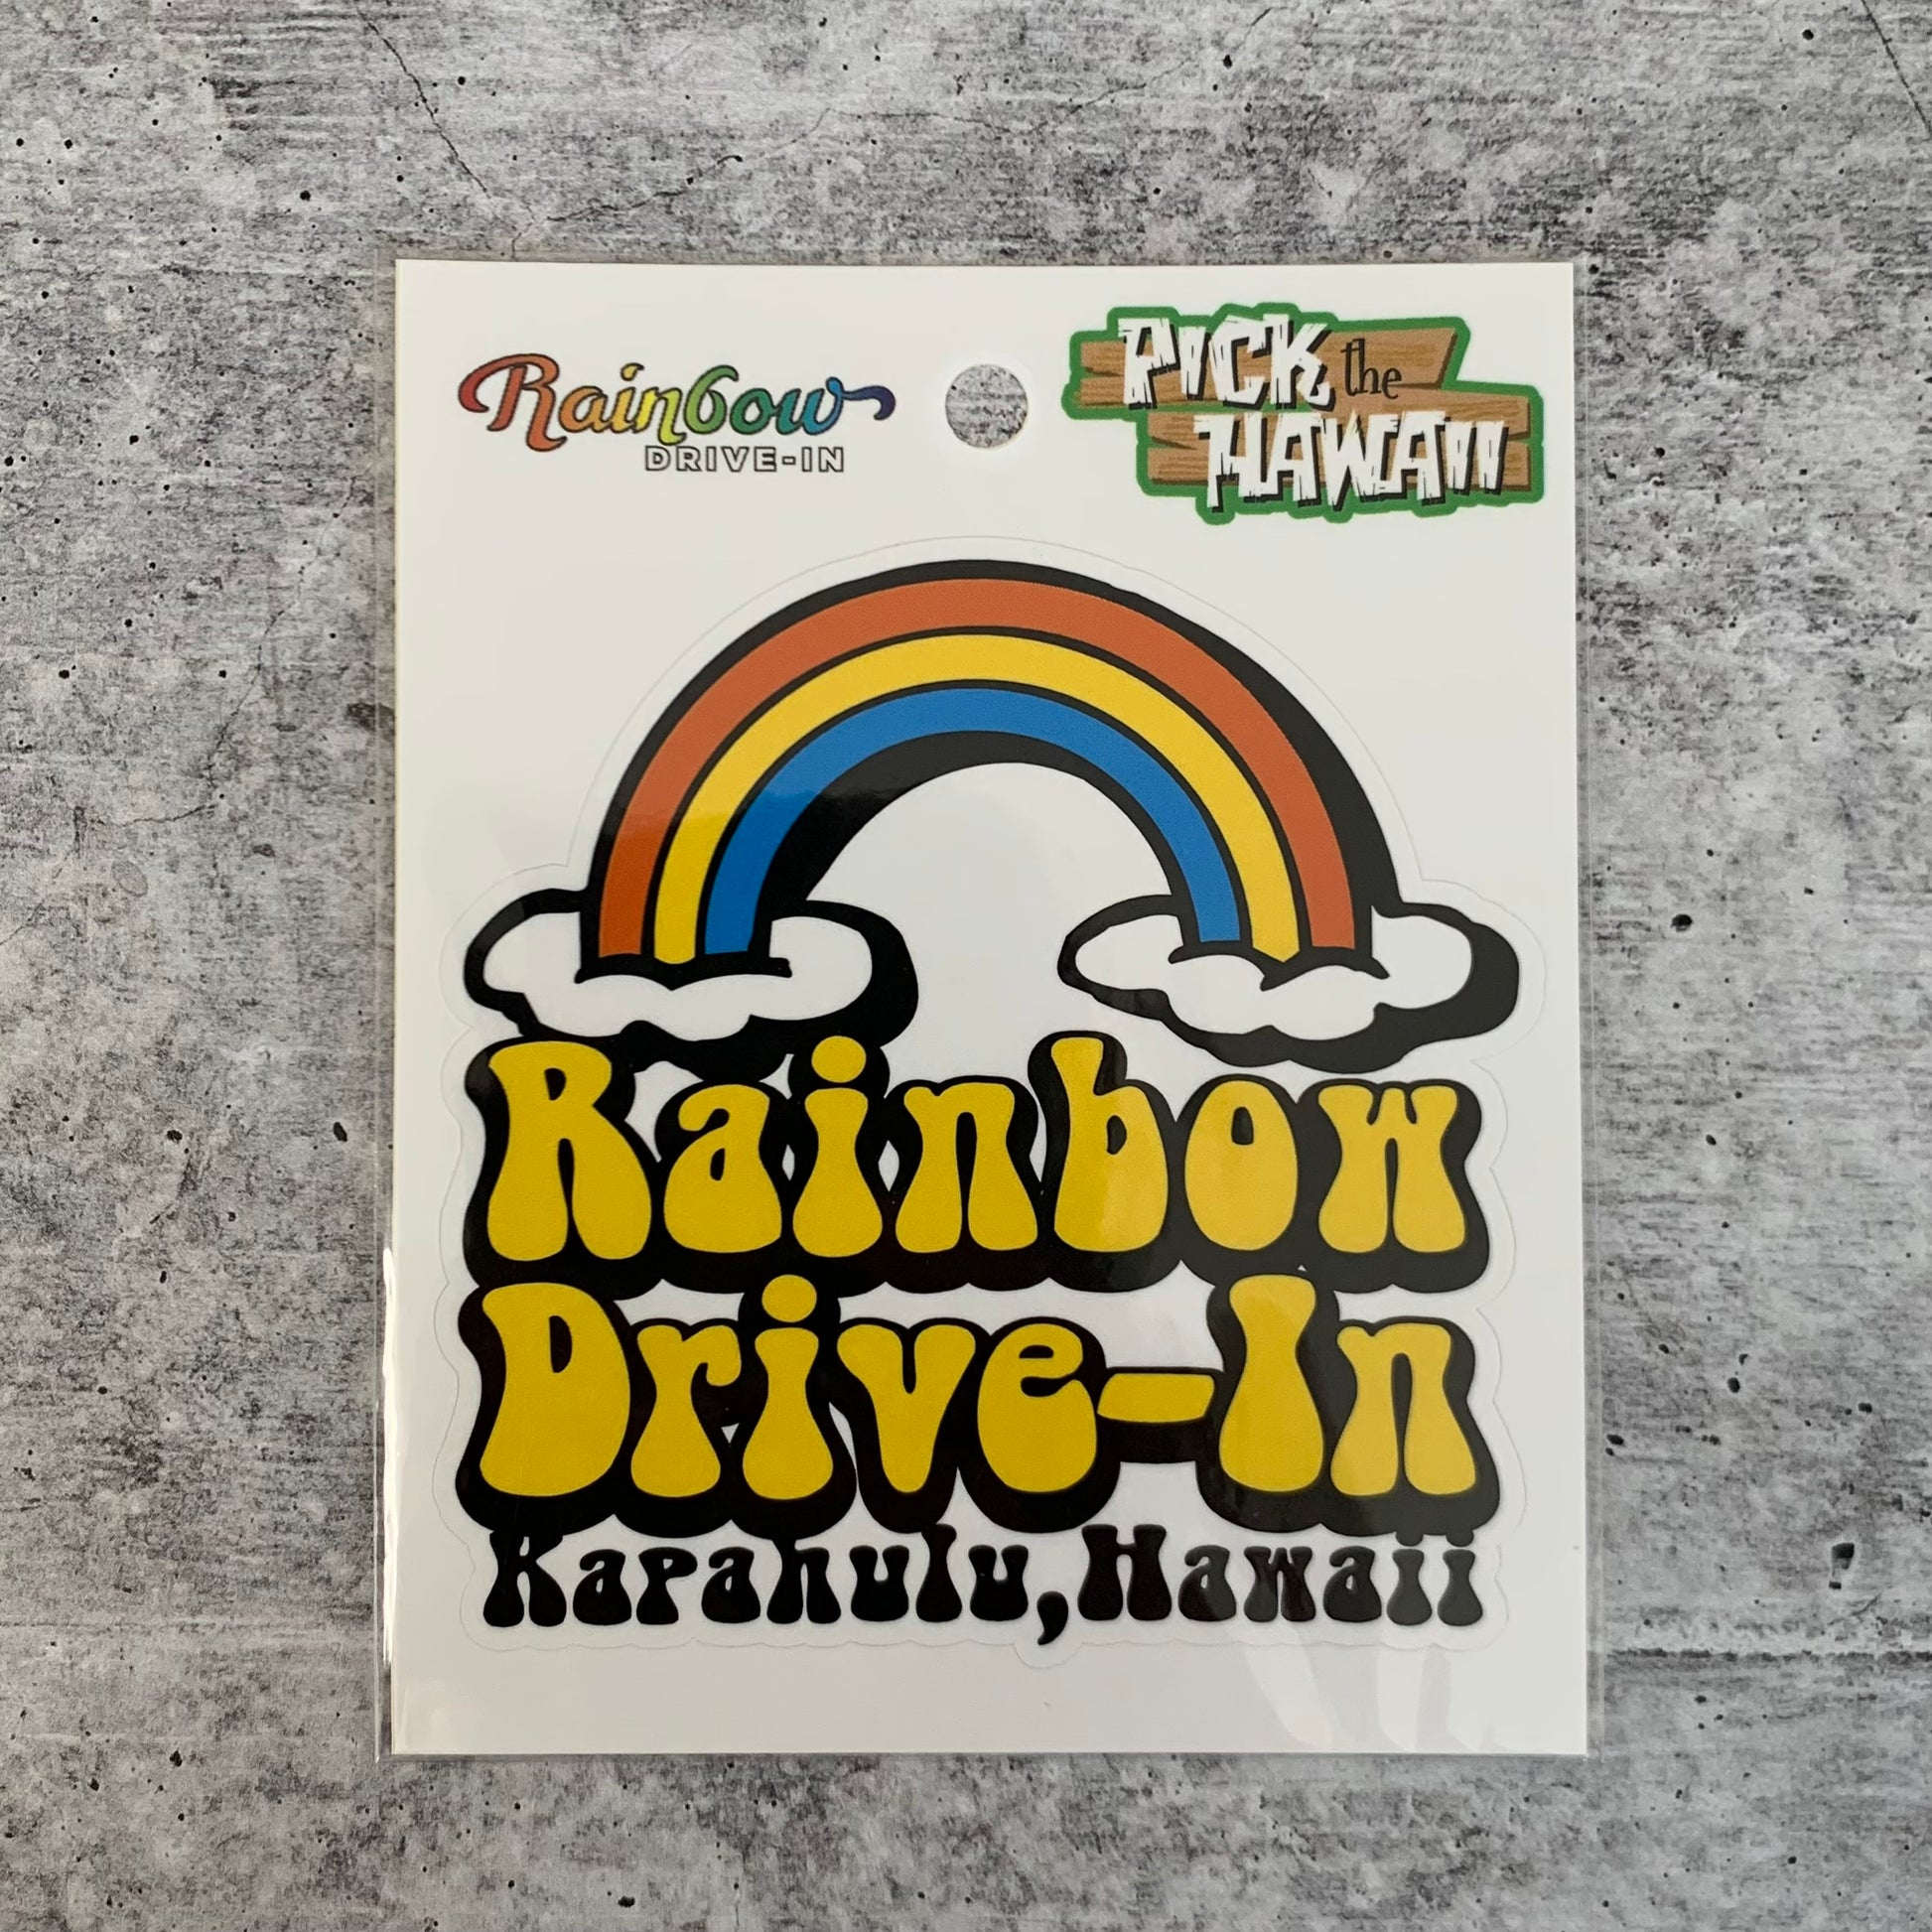 Rainbow
DRIVE-IN
PICK the
HAWAII
Rainbow
Drive-In
Kapahulu, Hawaii